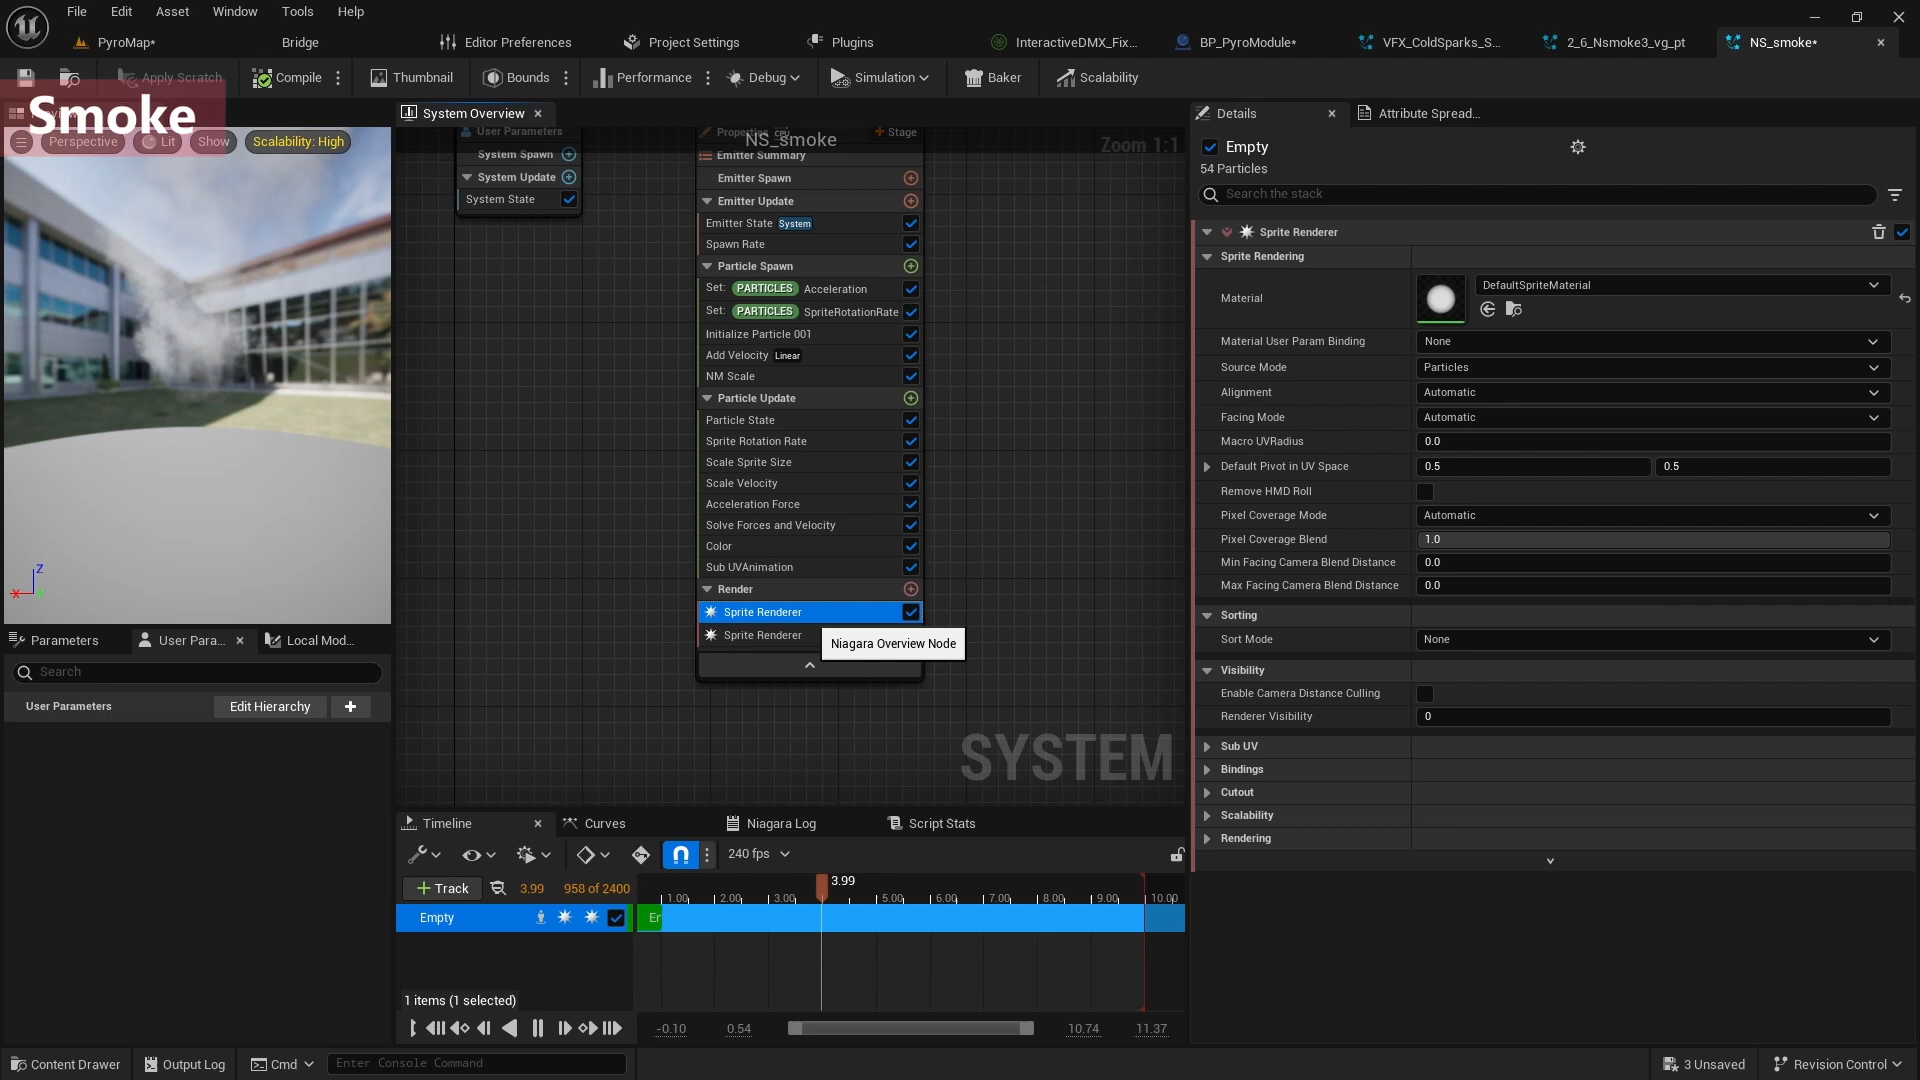 File Edit Asset Window Tools Help
PyroMap* Bridge Editor Preferences Project Settings Plugins InteractiveDMX_Fix... BP_PyroModule* VFX_ColdSparks_S... 2_6_Nsmoke3_vg_pt NS_smoke*
Apply Scratch Compile Thumbnail Bounds Performance Debug Simulation Baker Scalability
Smoke
Perspective Lit Show Scalability: High
System Overview
NS_smoke
Zoom 1:1
User Parameters
System Spawn
System Update
System State
Properties CPU Stage
Emitter Summary
Emitter Spawn
Emitter Update
Emitter State System
Spawn Rate
Particle Spawn
Set: PARTICLES Acceleration
Set: PARTICLES SpriteRotationRate
Initialize Particle 001
Add Velocity Linear
NM Scale
Particle Update
Particle State
Sprite Rotation Rate
Scale Sprite Size
Scale Velocity
Acceleration Force
Solve Forces and Velocity
Color
Sub UVAnimation
Render
Sprite Renderer
Sprite Renderer
Niagara Overview Node
SYSTEM
X Z Y
Parameters User Para... Local Mod...
Search
User Parameters Edit Hierarchy
Timeline Curves Niagara Log Script Stats
240 fps
Track 3.99 958 of 2400
3.99
1.00 2.00 3.00 5.00 6.00 7.00 8.00 9.00 10.00
Empty
1 items (1 selected)
-0.10 0.54 10.74 11.37
Details Attribute Spread...
Empty
54 Particles
Search the stack
Sprite Renderer
Sprite Rendering
Material DefaultSpriteMaterial
Material User Param Binding None
Source Mode Particles
Alignment Automatic
Facing Mode Automatic
Macro UVRadius 0.0
Default Pivot in UV Space 0.5 0.5
Remove HMD Roll
Pixel Coverage Mode Automatic
Pixel Coverage Blend 1.0
Min Facing Camera Blend Distance 0.0
Max Facing Camera Blend Distance 0.0
Sorting
Sort Mode None
Visibility
Enable Camera Distance Culling
Renderer Visibility 0
Sub UV
Bindings
Cutout
Scalability
Rendering
Content Drawer Output Log Cmd Enter Console Command 3 Unsaved Revision Control